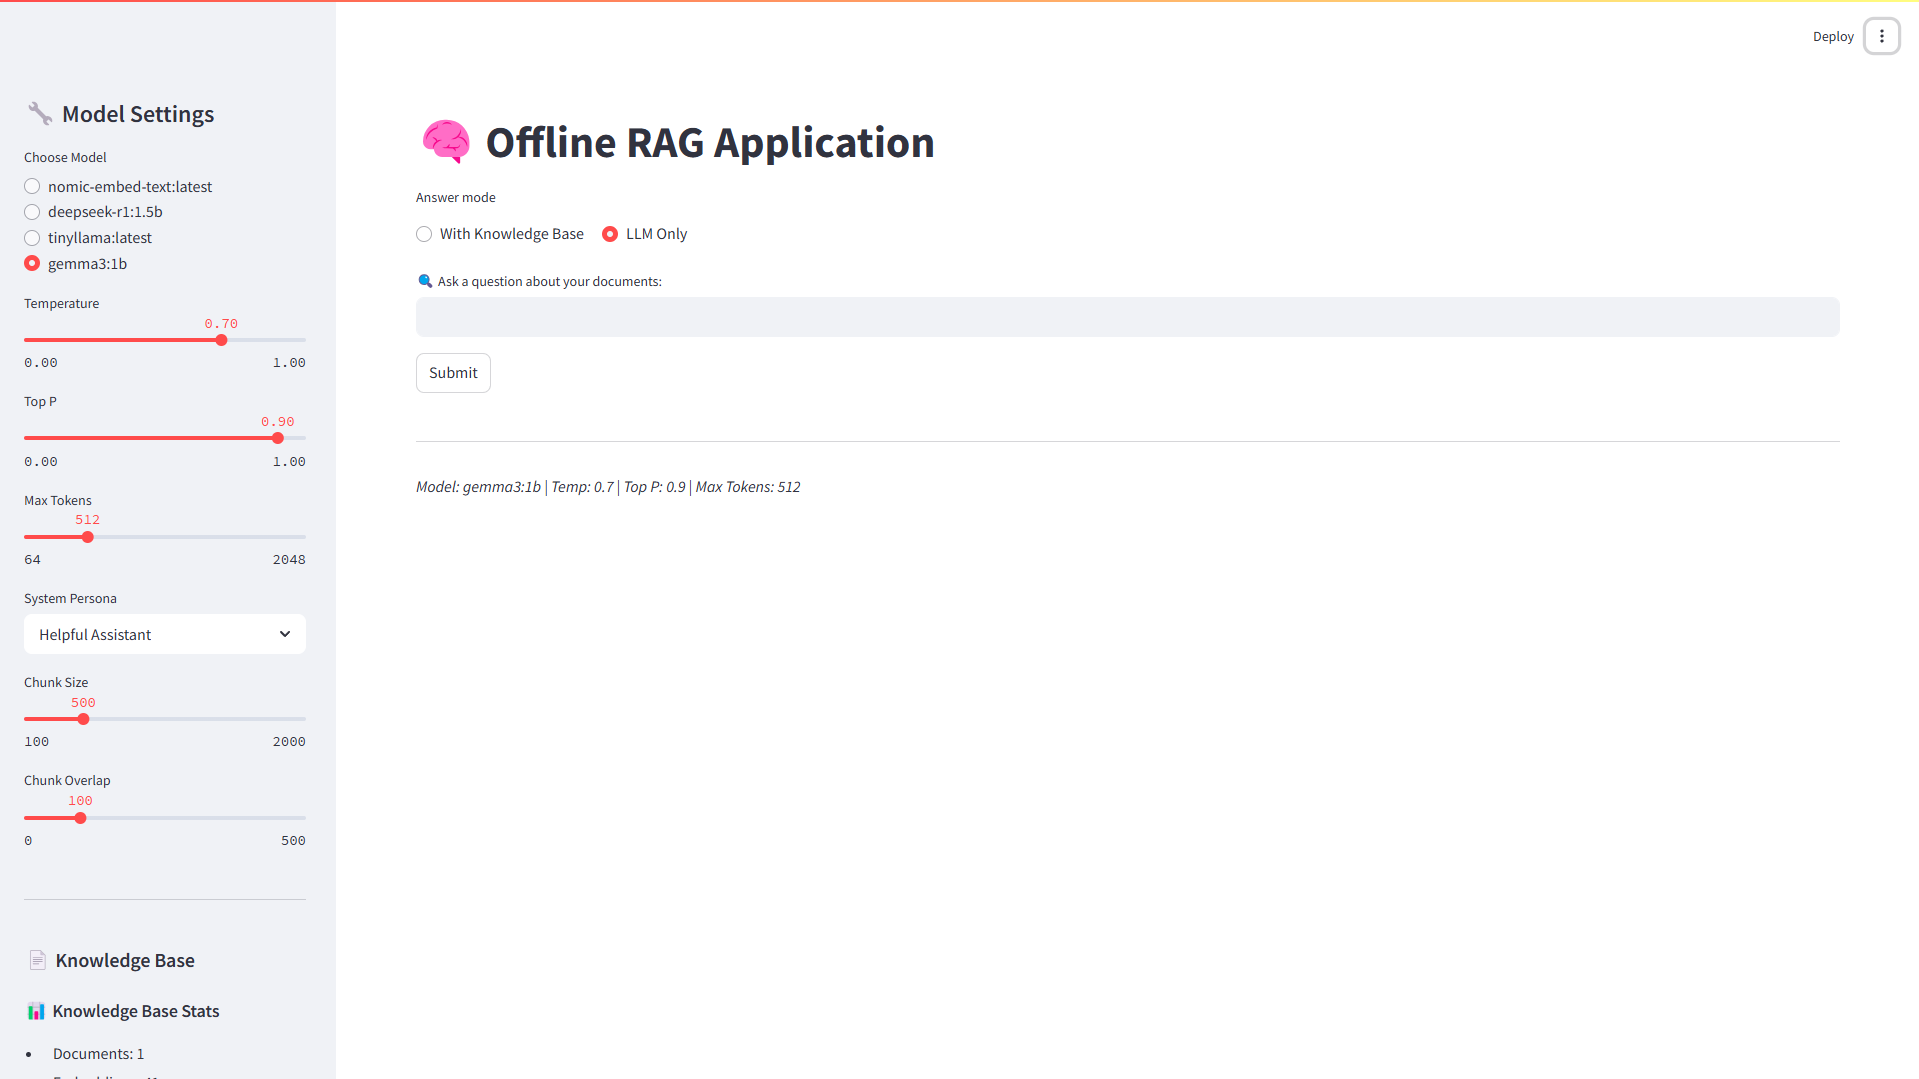 Deploy
Model Settings
Choose Model
nomic-embed-text:latest
deepseek-r1:1.5b
tinyllama:latest
gemma3:1b
Temperature
0.70
0.00 1.00
Top P
0.90
0.00 1.00
Max Tokens
512
64 2048
System Persona
Helpful Assistant
Chunk Size
500
100 2000
Chunk Overlap
100
0 500
Knowledge Base
Knowledge Base Stats
Documents: 1
Offline RAG Application
Answer mode
With Knowledge Base LLM Only
Ask a question about your documents:
Submit
Model: gemma3:1b | Temp: 0.7 | Top P: 0.9 | Max Tokens: 512